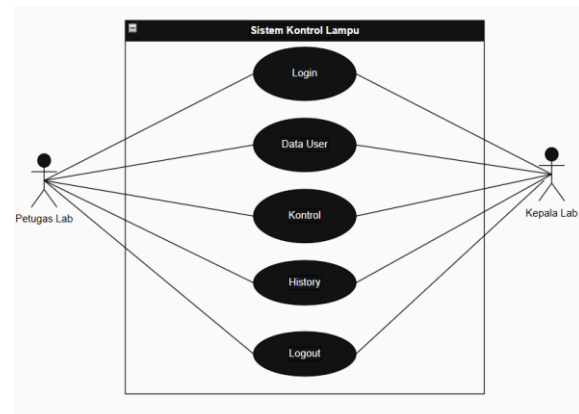 Sistem Kontrol Lampu
Login
Data User
Kontrol
History
Logout
Petugas Lab
Kepala Lab